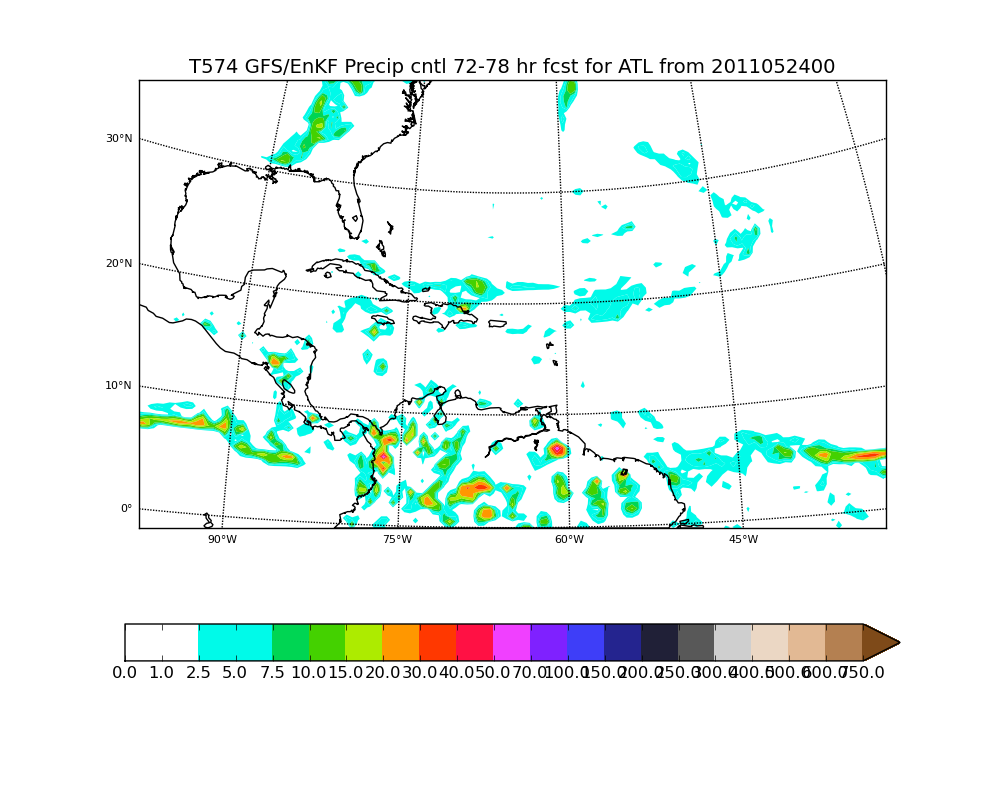 T574 GFS/EnKF Precip cntl 72-78 hr fcst for ATL from 2011052400
30°N
20°N
10°N
0°
90°W 75°W 60°W 45°W
0.0 1.0 2.5 5.0 7.5 10.0 15.0 20.0 30.0 40.0 50.0 70.0 100.0 150.0 200.0 250.0 300.0 400.0 500.0 600.0 750.0